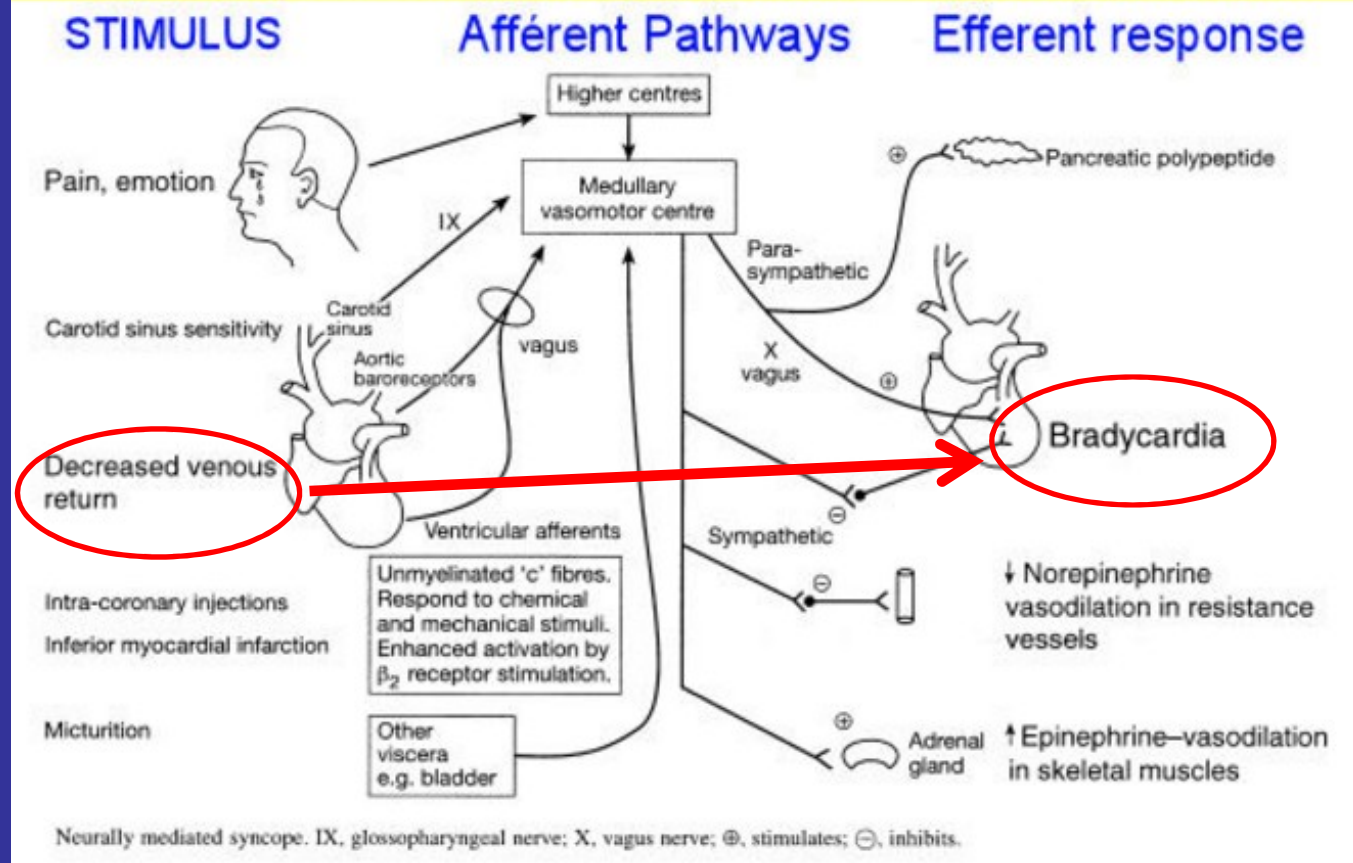 STIMULUS
Afférent Pathways
Efferent response
Higher centres
Pain, emotion
Medullary
vasomotor centre
⊕
Pancreatic polypeptide
IX
Para-
sympathetic
Carotid sinus sensitivity
Carotid
sinus
Aortic
baroreceptors
vagus
X
vagus
⊕
Bradycardia
Decreased venous
return
Ventricular afferents
⊖
Sympathetic
Intra-coronary injections
Inferior myocardial infarction
Unmyelinated ‘c’ fibres.
Respond to chemical
and mechanical stimuli.
Enhanced activation by
β₂ receptor stimulation.
⊖
↓ Norepinephrine
vasodilation in resistance
vessels
Micturition
Other
viscera
e.g. bladder
⊕
Adrenal
gland
↑Epinephrine–vasodilation
in skeletal muscles
Neurally mediated syncope. IX, glossopharyngeal nerve; X, vagus nerve; ⊕, stimulates; ⊖, inhibits.